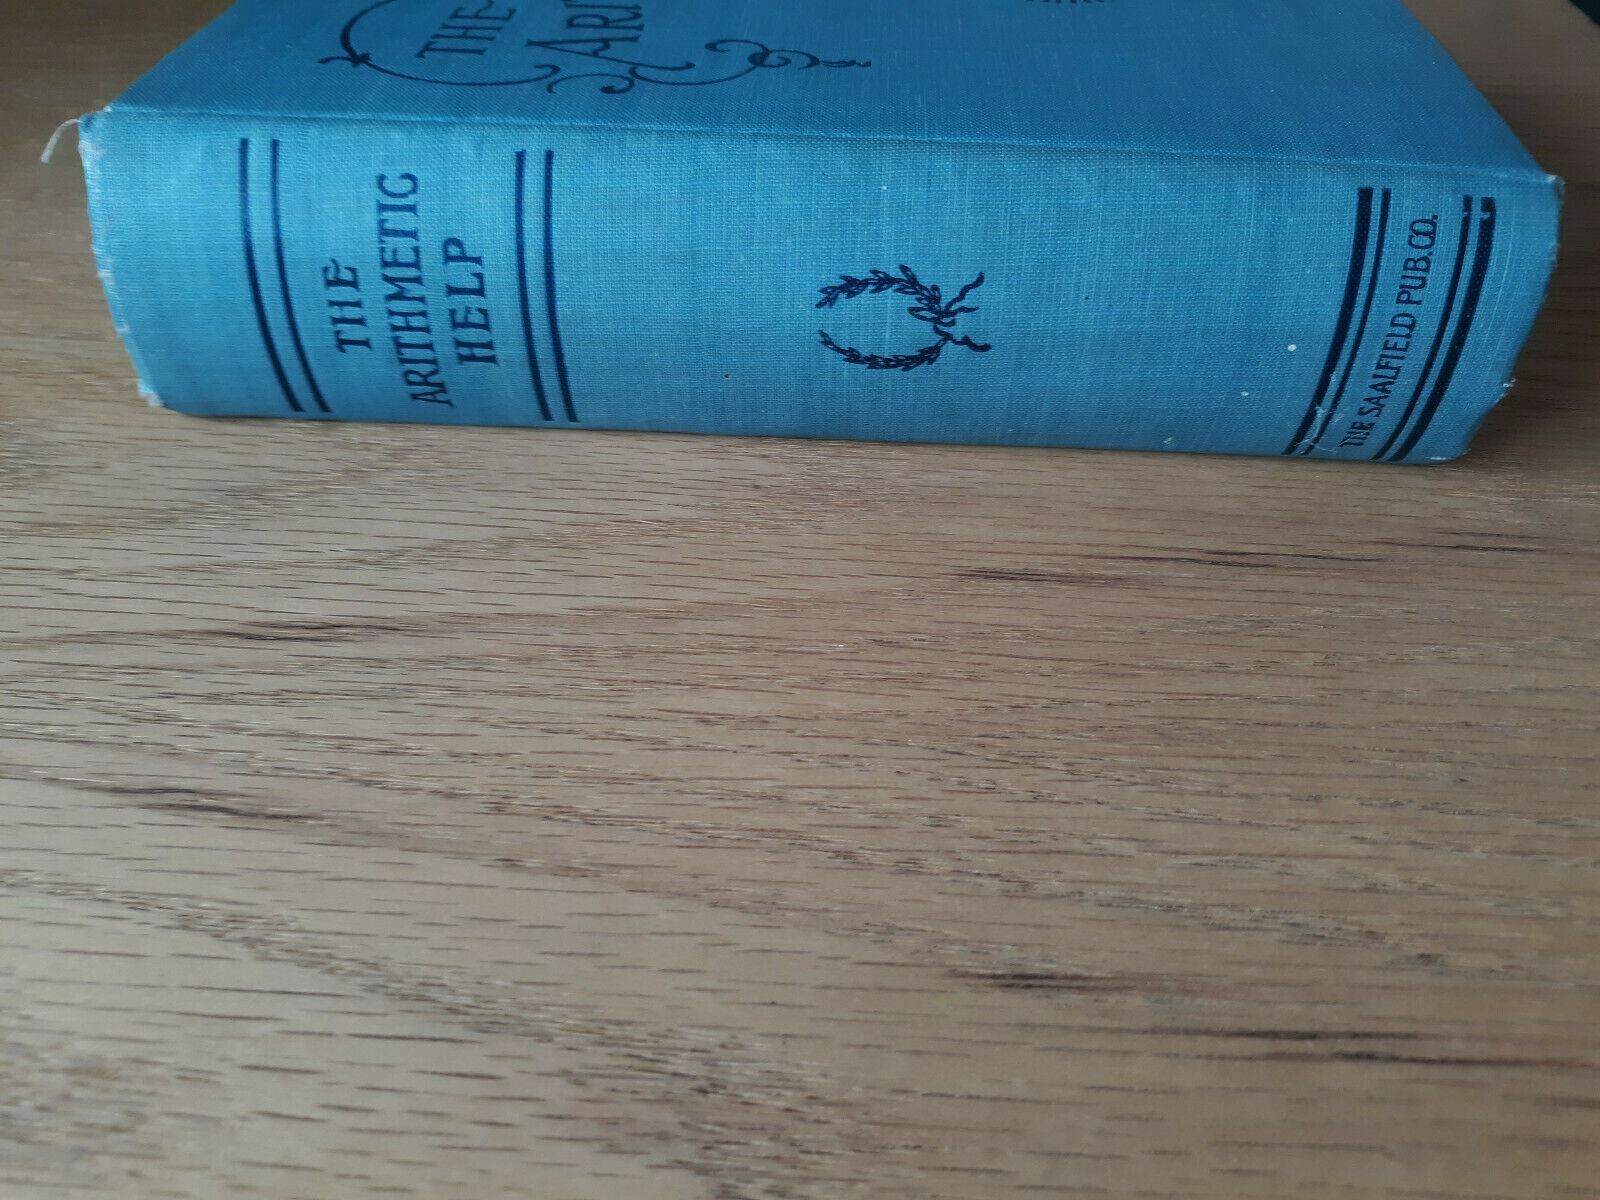 THE
ARI
THE
ARITHMETIC
HELP
THE SAALFIELD PUB.CO.